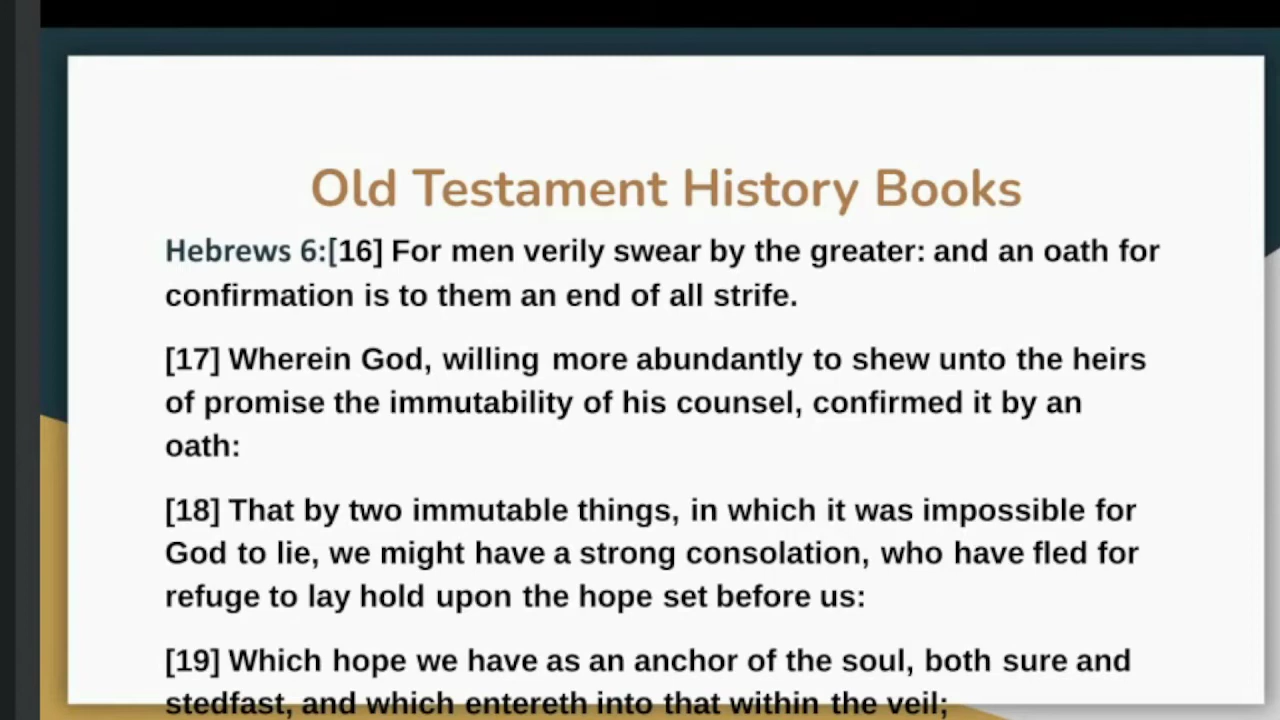 Old Testament History Books
Hebrews 6:[16] For men verily swear by the greater: and an oath for
confirmation is to them an end of all strife.
[17] Wherein God, willing more abundantly to shew unto the heirs
of promise the immutability of his counsel, confirmed it by an
oath:
[18] That by two immutable things, in which it was impossible for
God to lie, we might have a strong consolation, who have fled for
refuge to lay hold upon the hope set before us:
[19] Which hope we have as an anchor of the soul, both sure and
stedfast, and which entereth into that within the veil;